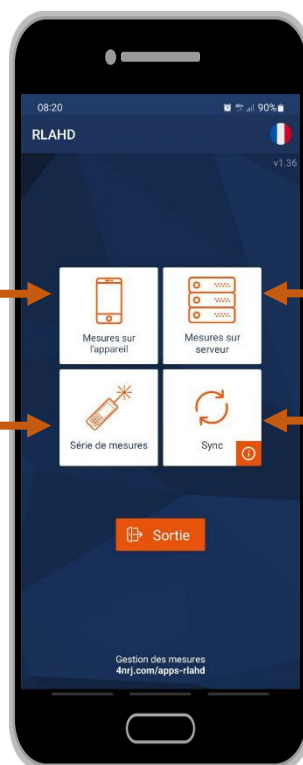 08:20 90%
RLAHD
v1.36
Mesures sur
l'appareil
Mesures sur
serveur
Série de mesures
Sync
Sortie
Gestion des mesures
4nrj.com/apps-rlahd